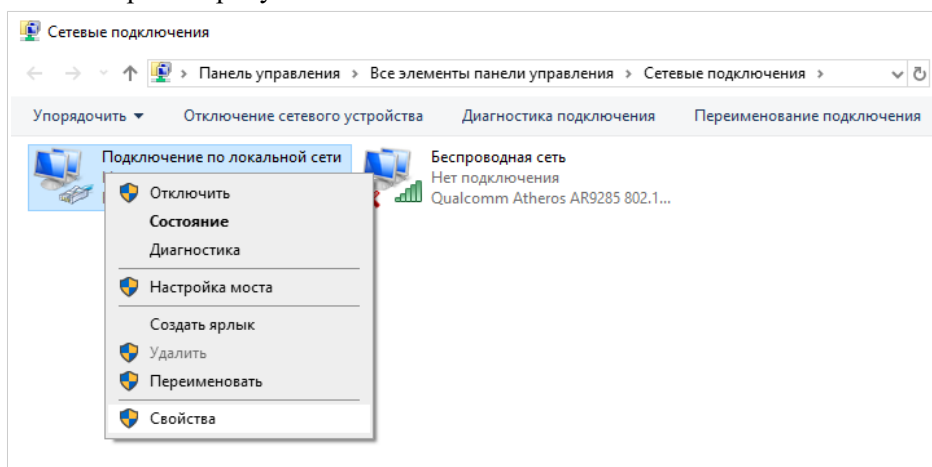 Сетевые подключения
Панель управления > Все элементы панели управления > Сетевые подключения >
Упорядочить Отключение сетевого устройства Диагностика подключения Переименование подключения
Подключение по локальной сети
Беспроводная сеть
Нет подключения
Qualcomm Atheros AR9285 802.1...
Отключить
Состояние
Диагностика
Настройка моста
Создать ярлык
Удалить
Переименовать
Свойства